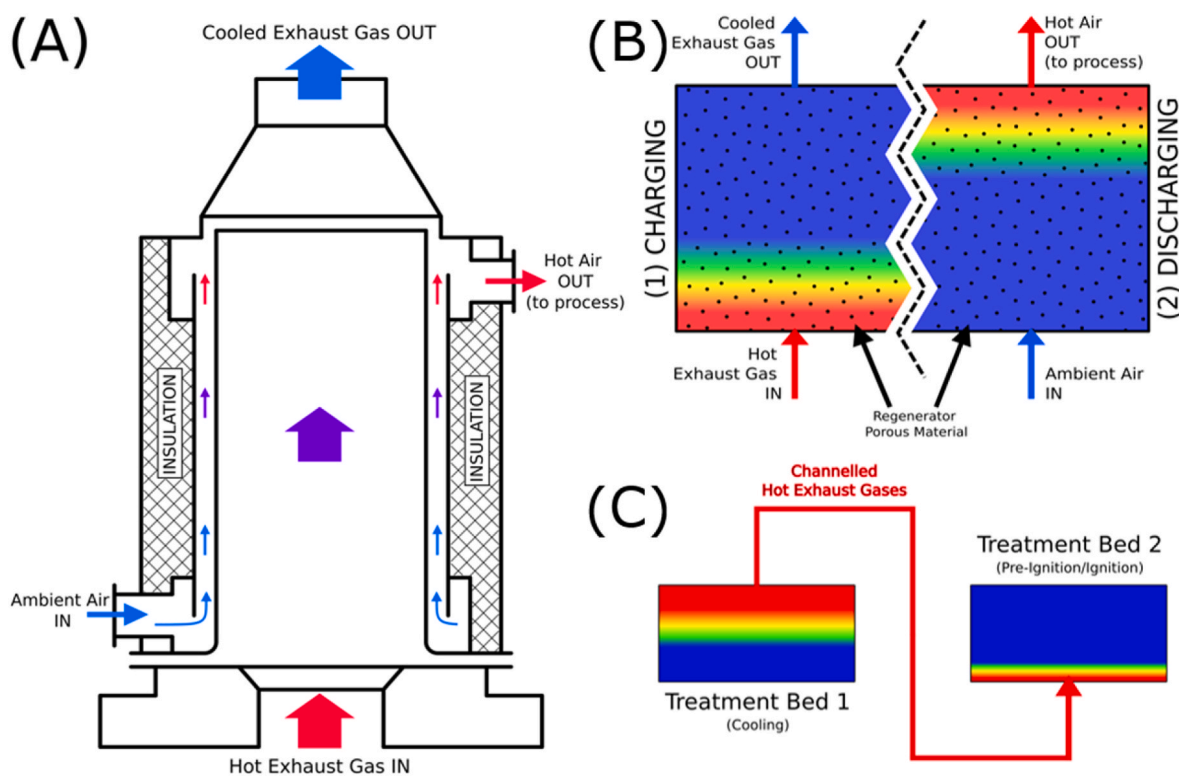 (A)
Cooled Exhaust Gas OUT
INSULATION
INSULATION
Hot Air
OUT
(to process)
Ambient Air
IN
Hot Exhaust Gas IN
(B)
Cooled
Exhaust Gas
OUT
Hot Air
OUT
(to process)
(1) CHARGING
(2) DISCHARGING
Hot
Exhaust Gas
IN
Regenerator
Porous Material
Ambient Air
IN
(C)
Channelled
Hot Exhaust Gases
Treatment Bed 1
(Cooling)
Treatment Bed 2
(Pre-Ignition/Ignition)